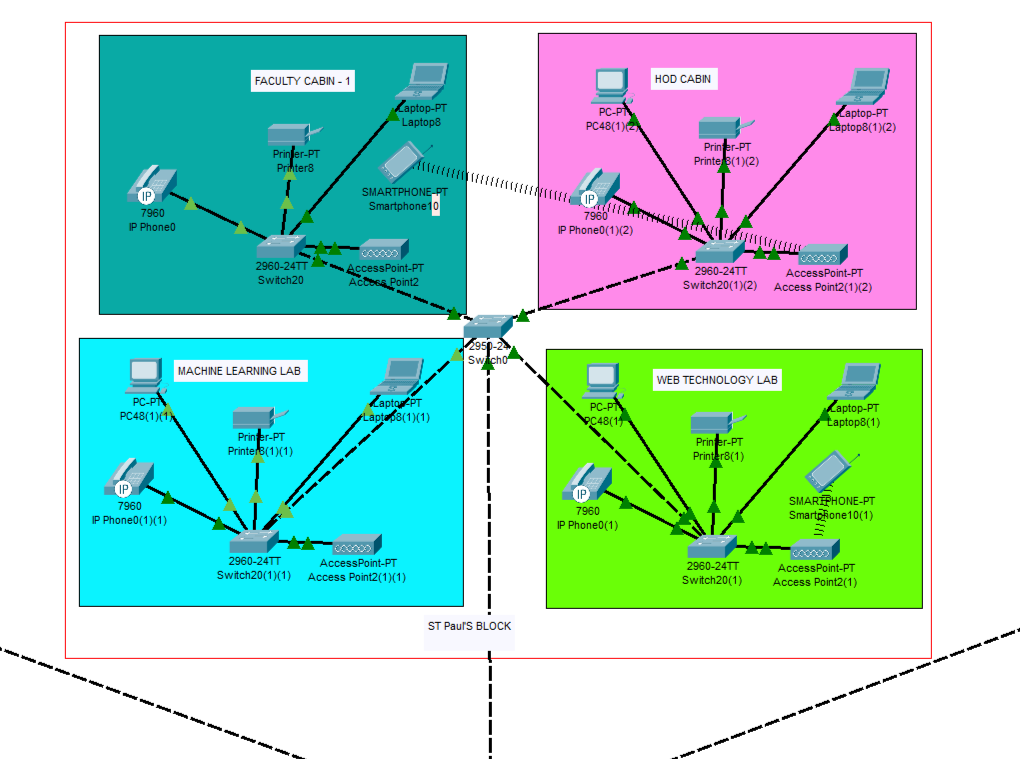 FACULTY CABIN - 1
Laptop-PT
Laptop8
Printer-PT
Printer8
SMARTPHONE-PT
Smartphone10
IP
7960
IP Phone0
2960-24TT
Switch20
AccessPoint-PT
Access Point2
HOD CABIN
PC-PT
PC48(1)(2)
Laptop-PT
Laptop8(1)(2)
Printer-PT
Printer8(1)(2)
IP
7960
IP Phone0(1)(2)
2960-24TT
Switch20(1)(2)
AccessPoint-PT
Access Point2(1)(2)
2950-24
Switch0
MACHINE LEARNING LAB
PC-PT
PC48(1)(1)
Laptop-PT
Laptop8(1)(1)
Printer-PT
Printer8(1)(1)
IP
7960
IP Phone0(1)(1)
2960-24TT
Switch20(1)(1)
AccessPoint-PT
Access Point2(1)(1)
WEB TECHNOLOGY LAB
PC-PT
PC48(1)
Laptop-PT
Laptop8(1)
Printer-PT
Printer8(1)
SMARTPHONE-PT
Smartphone10(1)
IP
7960
IP Phone0(1)
2960-24TT
Switch20(1)
AccessPoint-PT
Access Point2(1)
ST Paul'S BLOCK